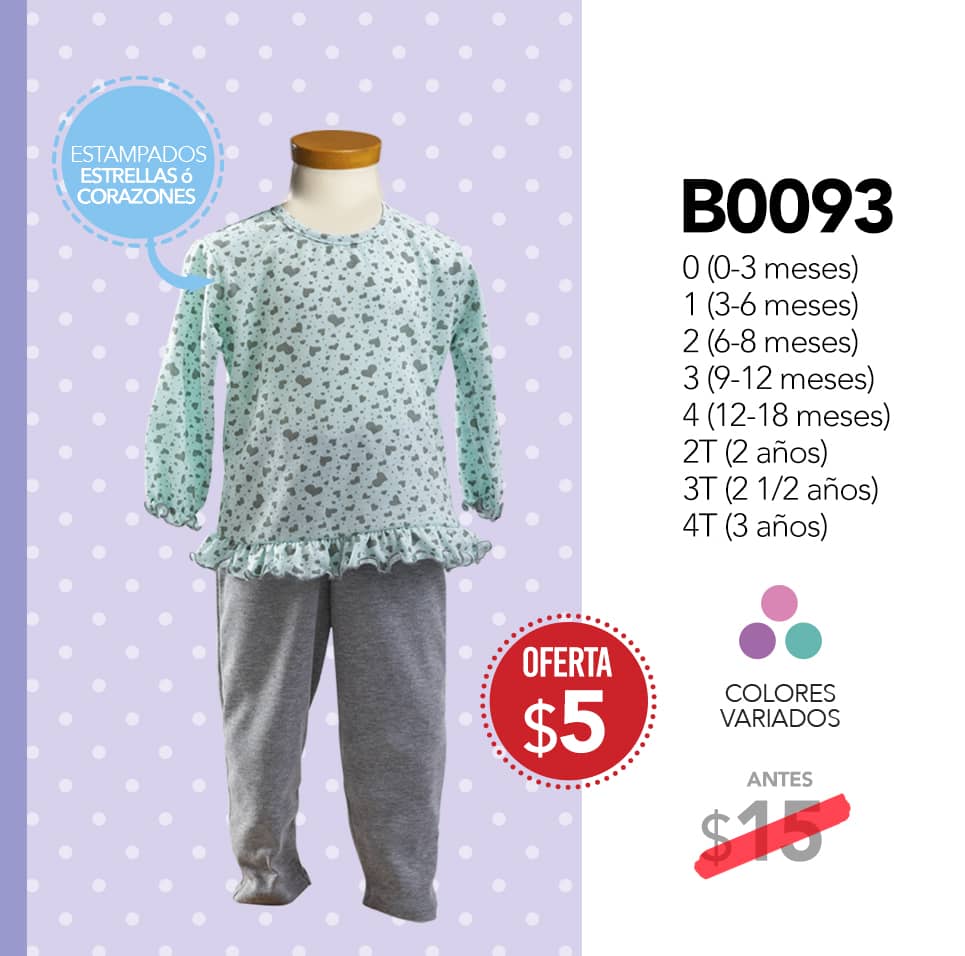 ESTAMPADOS
ESTRELLAS ó
CORAZONES
B0093
0 (0-3 meses)
1 (3-6 meses)
2 (6-8 meses)
3 (9-12 meses)
4 (12-18 meses)
2T (2 años)
3T (2 1/2 años)
4T (3 años)
OFERTA
$5
COLORES
VARIADOS
ANTES
$15